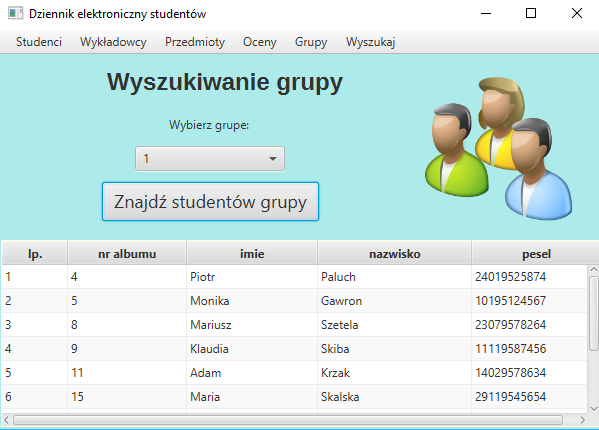 Dziennik elektroniczny studentów
Studenci Wykładowcy Przedmioty Oceny Grupy Wyszukaj
Wyszukiwanie grupy
Wybierz grupe:
1
Znajdź studentów grupy
lp. nr albumu imie nazwisko pesel
1 4 Piotr Paluch 24019525874
2 5 Monika Gawron 10195124567
3 8 Mariusz Szetela 23079578264
4 9 Klaudia Skiba 11119587456
5 11 Adam Krzak 14029578634
6 15 Maria Skalska 29119545654